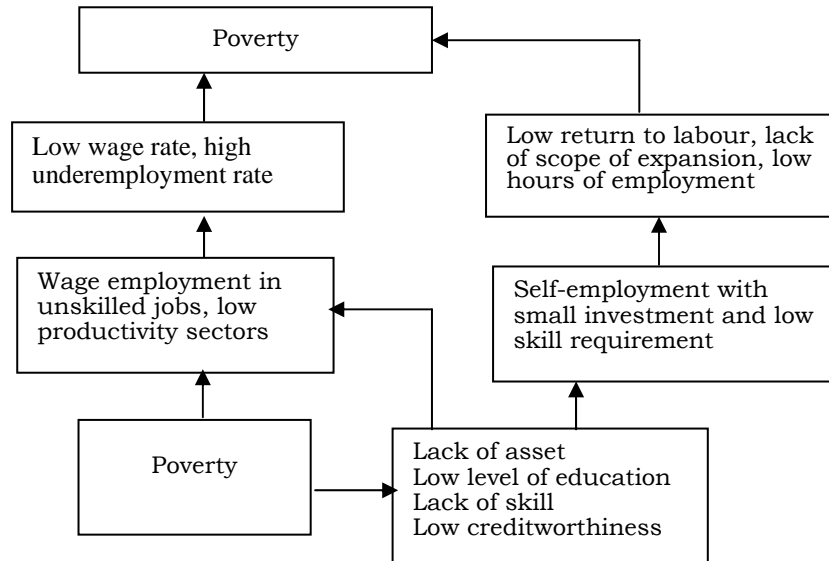 Poverty
Low wage rate, high
underemployment rate
Low return to labour, lack
of scope of expansion, low
hours of employment
Wage employment in
unskilled jobs, low
productivity sectors
Self-employment with
small investment and low
skill requirement
Poverty
Lack of asset
Low level of education
Lack of skill
Low creditworthiness